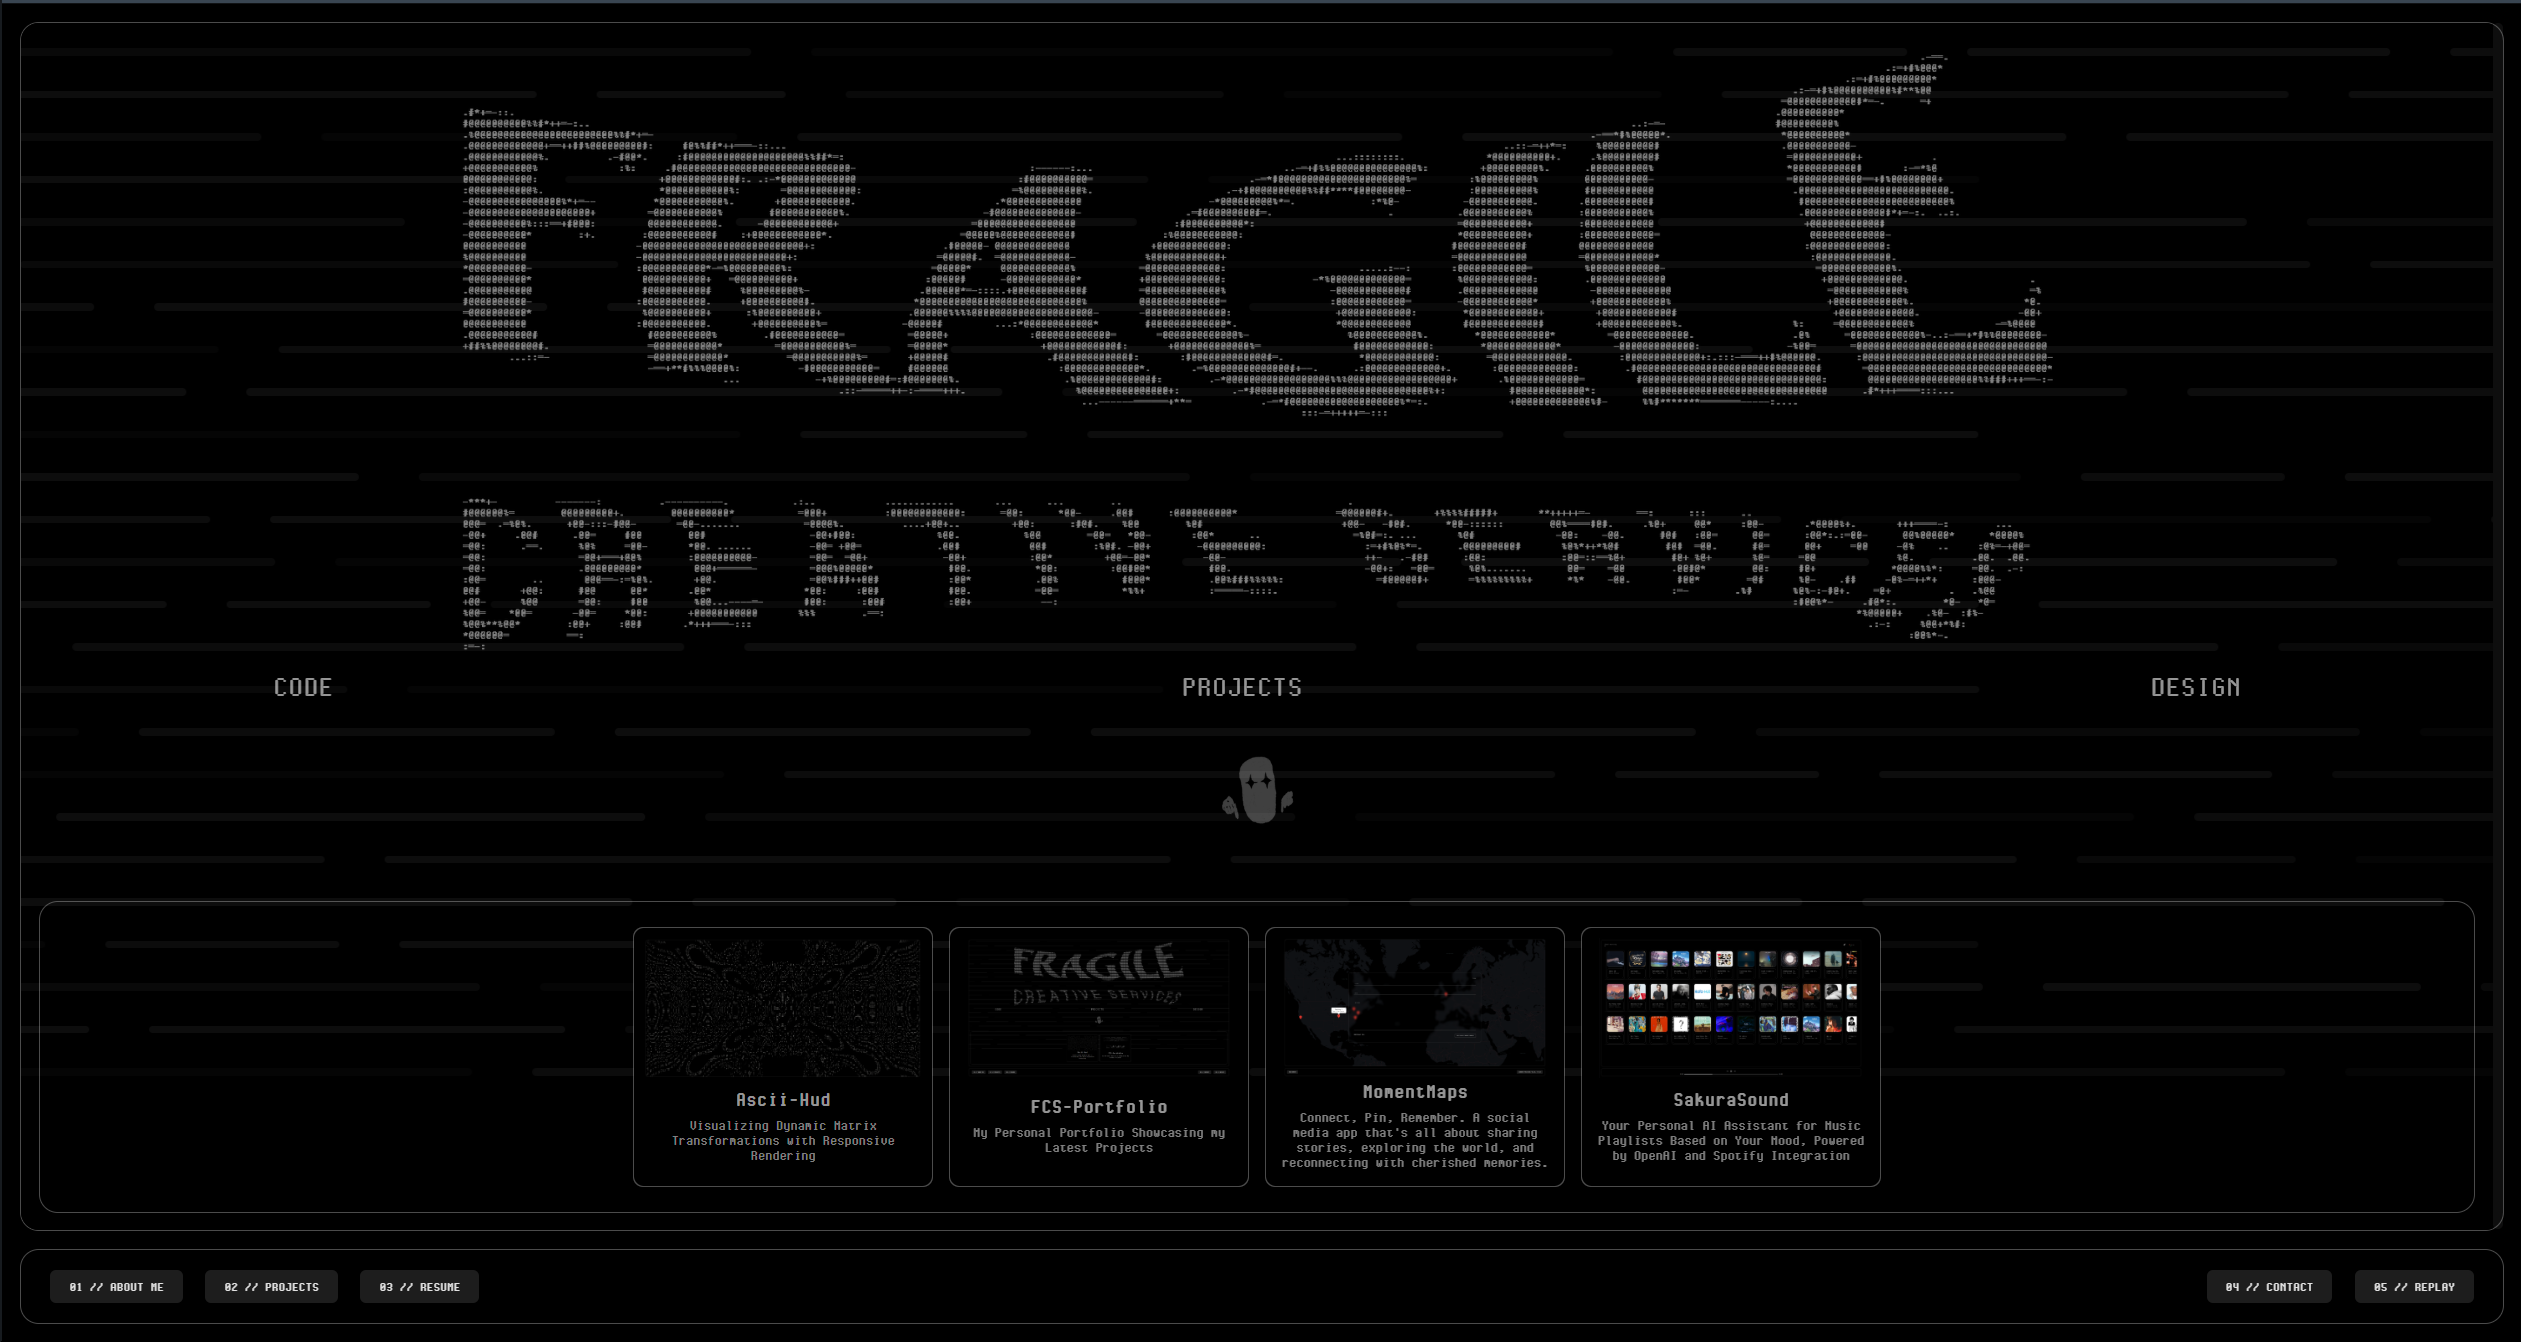 FRAGILE
CREATIVE SERVICES
CODE
PROJECTS
DESIGN
FRAGILE
CREATIVE SERVICES
Ascii-Hud
Visualizing Dynamic Matrix
Transformations with Responsive
Rendering
FCS-Portfolio
My Personal Portfolio Showcasing my
Latest Projects
MomentMaps
Connect, Pin, Remember. A social
media app that's all about sharing
stories, exploring the world, and
reconnecting with cherished memories.
SakuraSound
Your Personal AI Assistant for Music
Playlists Based on Your Mood, Powered
by OpenAI and Spotify Integration
01 // ABOUT ME
02 // PROJECTS
03 // RESUME
04 // CONTACT
05 // REPLAY